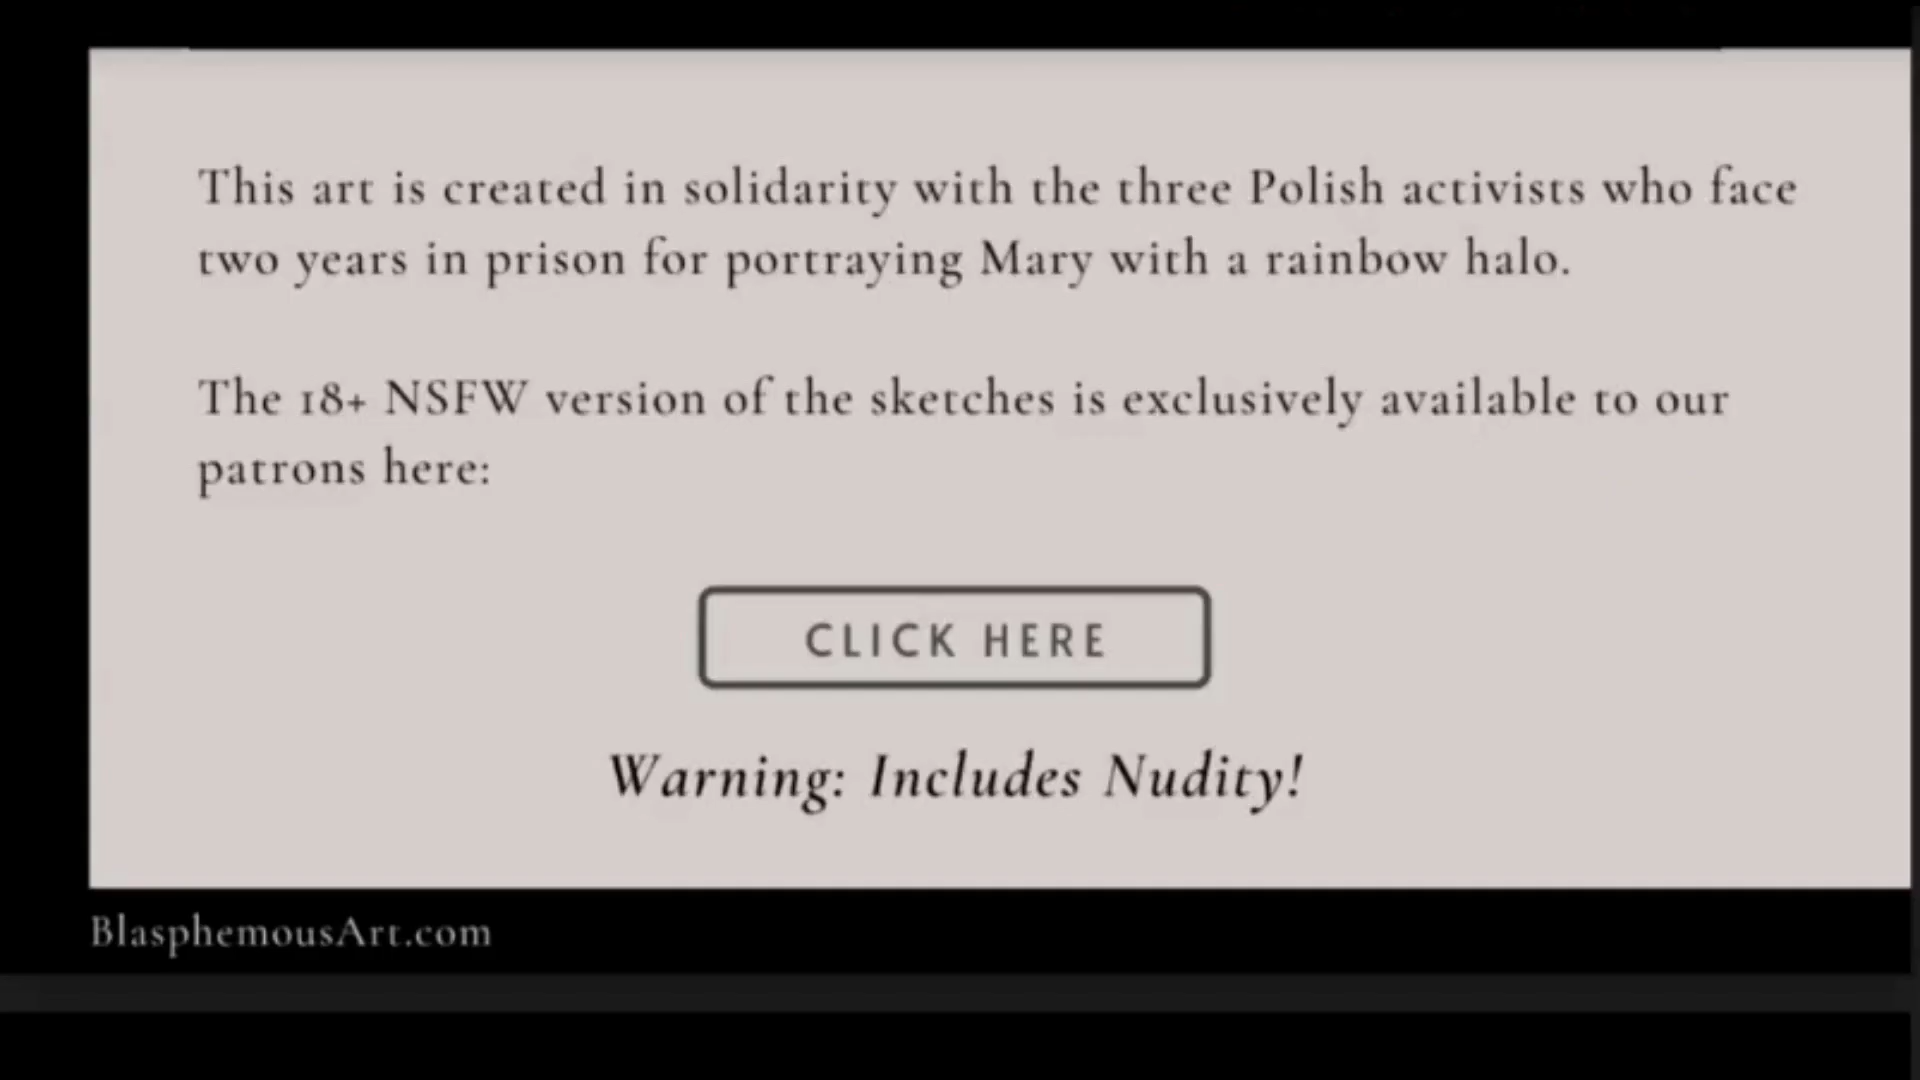 This art is created in solidarity with the three Polish activists who face
two years in prison for portraying Mary with a rainbow halo.
The 18+ NSFW version of the sketches is exclusively available to our
patrons here:
CLICK HERE
Warning: Includes Nudity!
BlasphemousArt.com